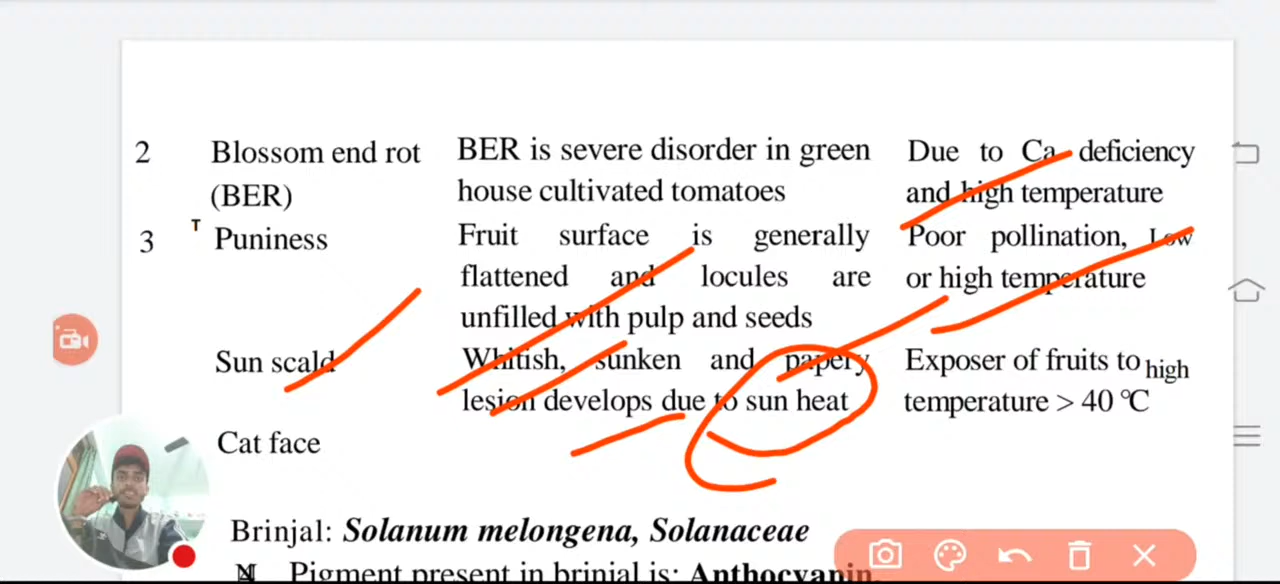 2 Blossom end rot BER is severe disorder in green Due to Ca deficiency
(BER) house cultivated tomatoes and high temperature
3 T Puniness Fruit surface is generally Poor pollination, Low
flattened and locules are or high temperature
unfilled with pulp and seeds
Sun scald Whitish, sunken and papery Exposer of fruits to high
lesion develops due to sun heat temperature > 40 °C
Cat face
Brinjal: Solanum melongena, Solanaceae
Pigment present in brinjal is: Anthocyanin.